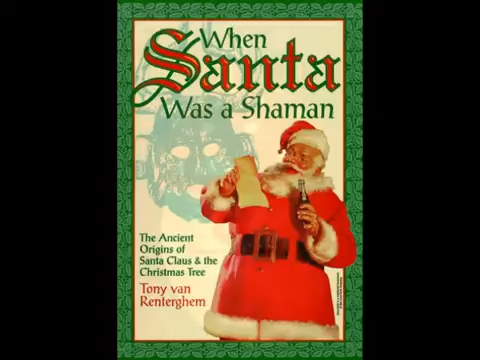 When
Santa
Was a Shaman
The Ancient
Origins of
Santa Claus & the
Christmas Tree
Tony van
Renterghem